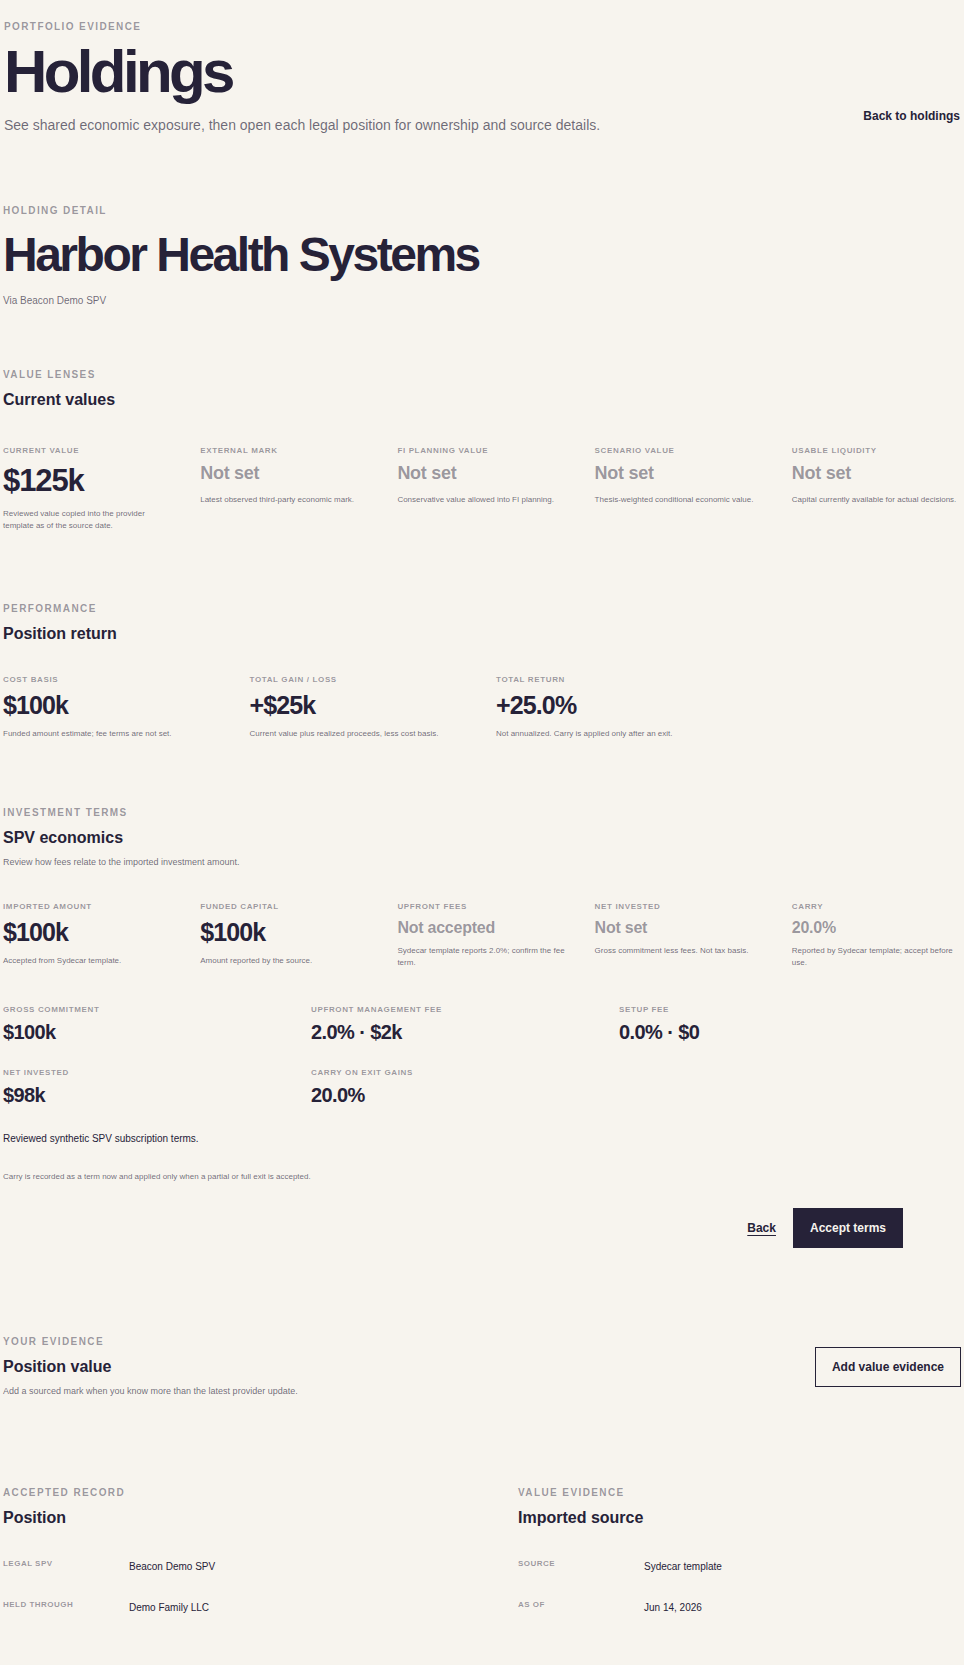 PORTFOLIO EVIDENCE
Holdings
See shared economic exposure, then open each legal position for ownership and source details.
Back to holdings
HOLDING DETAIL
Harbor Health Systems
Via Beacon Demo SPV
VALUE LENSES
Current values
CURRENT VALUE
$125k
Reviewed value copied into the provider
template as of the source date.
EXTERNAL MARK
Not set
Latest observed third-party economic mark.
FI PLANNING VALUE
Not set
Conservative value allowed into FI planning.
SCENARIO VALUE
Not set
Thesis-weighted conditional economic value.
USABLE LIQUIDITY
Not set
Capital currently available for actual decisions.
PERFORMANCE
Position return
COST BASIS
$100k
Funded amount estimate; fee terms are not set.
TOTAL GAIN / LOSS
+$25k
Current value plus realized proceeds, less cost basis.
TOTAL RETURN
+25.0%
Not annualized. Carry is applied only after an exit.
INVESTMENT TERMS
SPV economics
Review how fees relate to the imported investment amount.
IMPORTED AMOUNT
$100k
Accepted from Sydecar template.
FUNDED CAPITAL
$100k
Amount reported by the source.
UPFRONT FEES
Not accepted
Sydecar template reports 2.0%; confirm the fee
term.
NET INVESTED
Not set
Gross commitment less fees. Not tax basis.
CARRY
20.0%
Reported by Sydecar template; accept before
use.
GROSS COMMITMENT
$100k
UPFRONT MANAGEMENT FEE
2.0% · $2k
SETUP FEE
0.0% · $0
NET INVESTED
$98k
CARRY ON EXIT GAINS
20.0%
Reviewed synthetic SPV subscription terms.
Carry is recorded as a term now and applied only when a partial or full exit is accepted.
Back
Accept terms
YOUR EVIDENCE
Position value
Add a sourced mark when you know more than the latest provider update.
Add value evidence
ACCEPTED RECORD
Position
LEGAL SPV
Beacon Demo SPV
HELD THROUGH
Demo Family LLC
VALUE EVIDENCE
Imported source
SOURCE
Sydecar template
AS OF
Jun 14, 2026